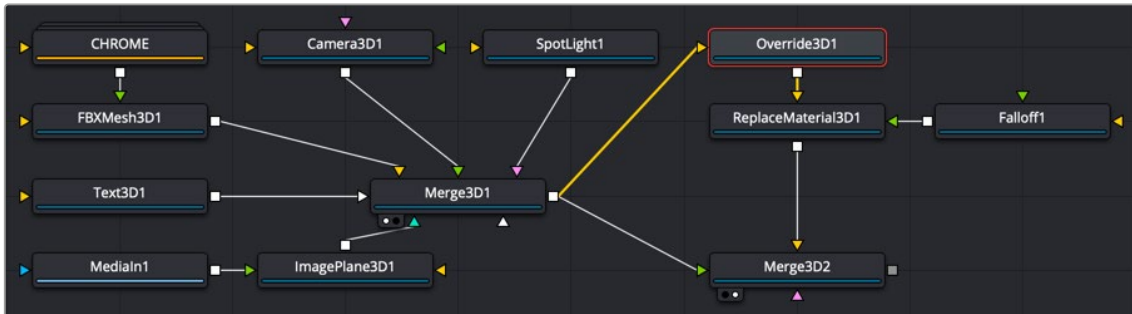 CHROME
Camera3D1
SpotLight1
Override3D1
FBXMesh3D1
ReplaceMaterial3D1
Falloff1
Text3D1
Merge3D1
MediaIn1
ImagePlane3D1
Merge3D2